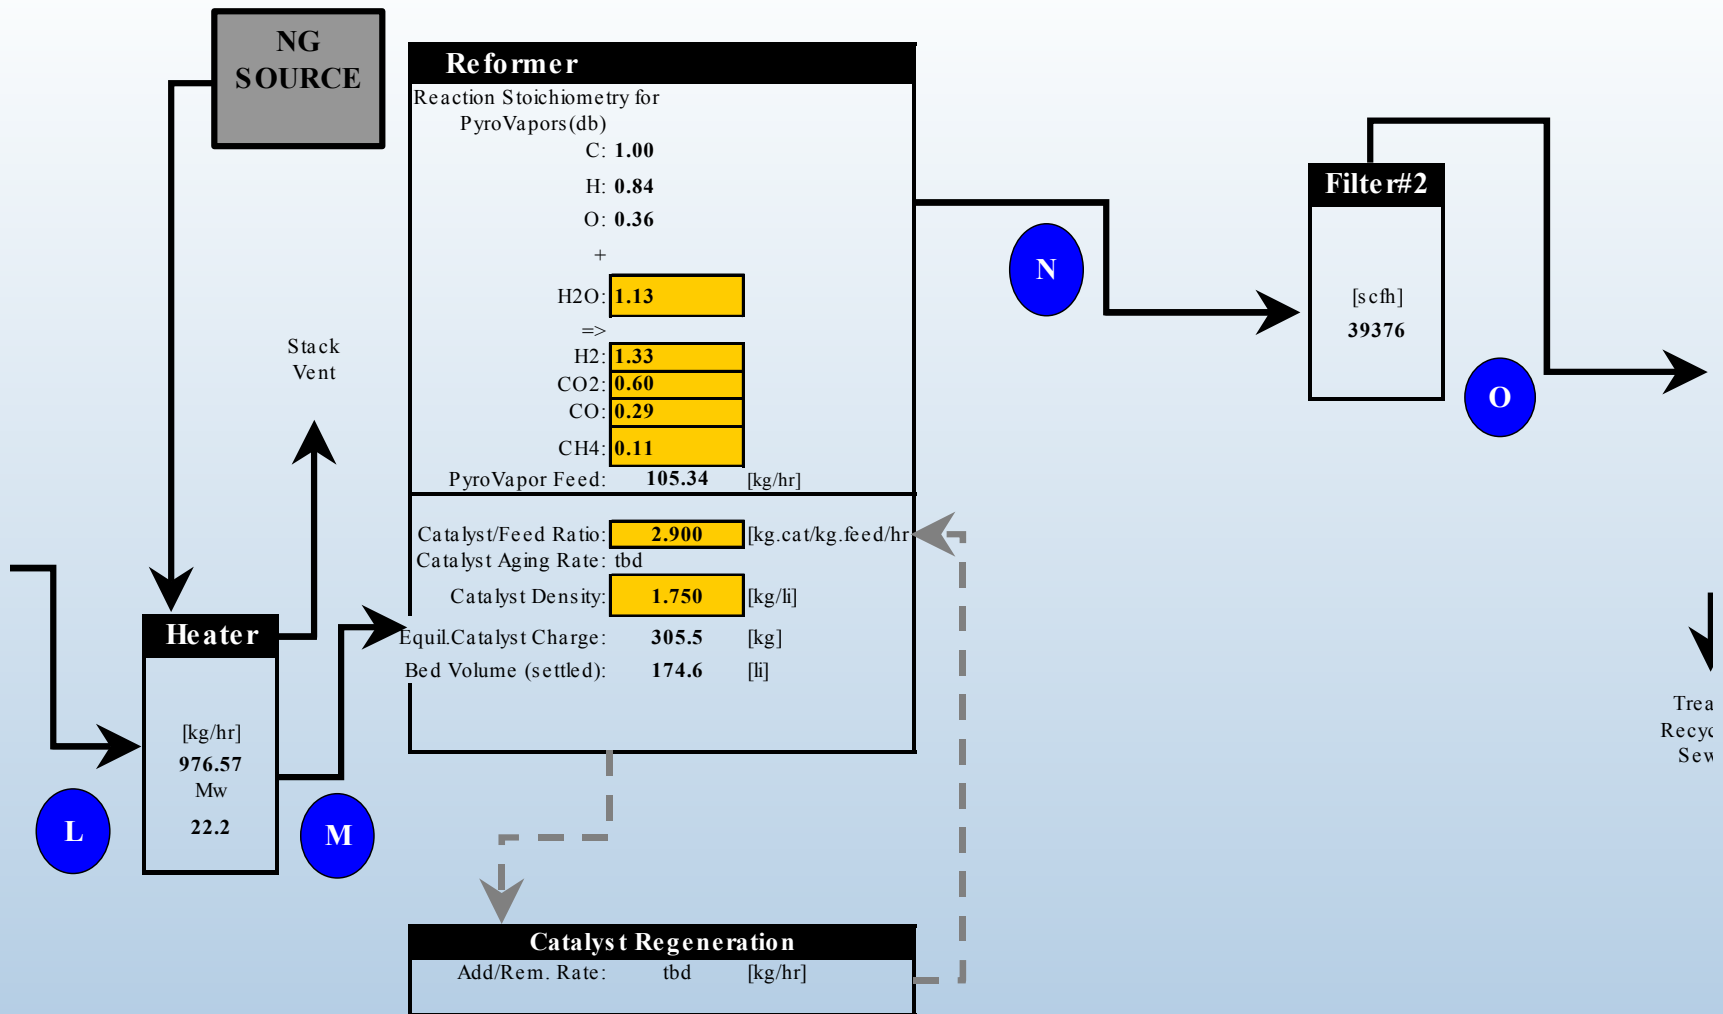 NG
SOURCE
Reformer
Reaction Stoichiometry for
PyroVapors(db)
C: 1.00
H: 0.84
O: 0.36
+
H2O: 1.13
=>
H2: 1.33
CO2: 0.60
CO: 0.29
CH4: 0.11
PyroVapor Feed: 105.34 [kg/hr]
Catalyst/Feed Ratio: 2.900 [kg.cat/kg.feed/hr
Catalyst Aging Rate: tbd
Catalyst Density: 1.750 [kg/li]
Equil.Catalyst Charge: 305.5 [kg]
Bed Volume (settled): 174.6 [li]
Stack
Vent
Heater
[kg/hr]
976.57
Mw
22.2
L
M
N
Filter#2
[scfh]
39376
O
Trea
Recyc
Sew
Catalyst Regeneration
Add/Rem. Rate: tbd [kg/hr]